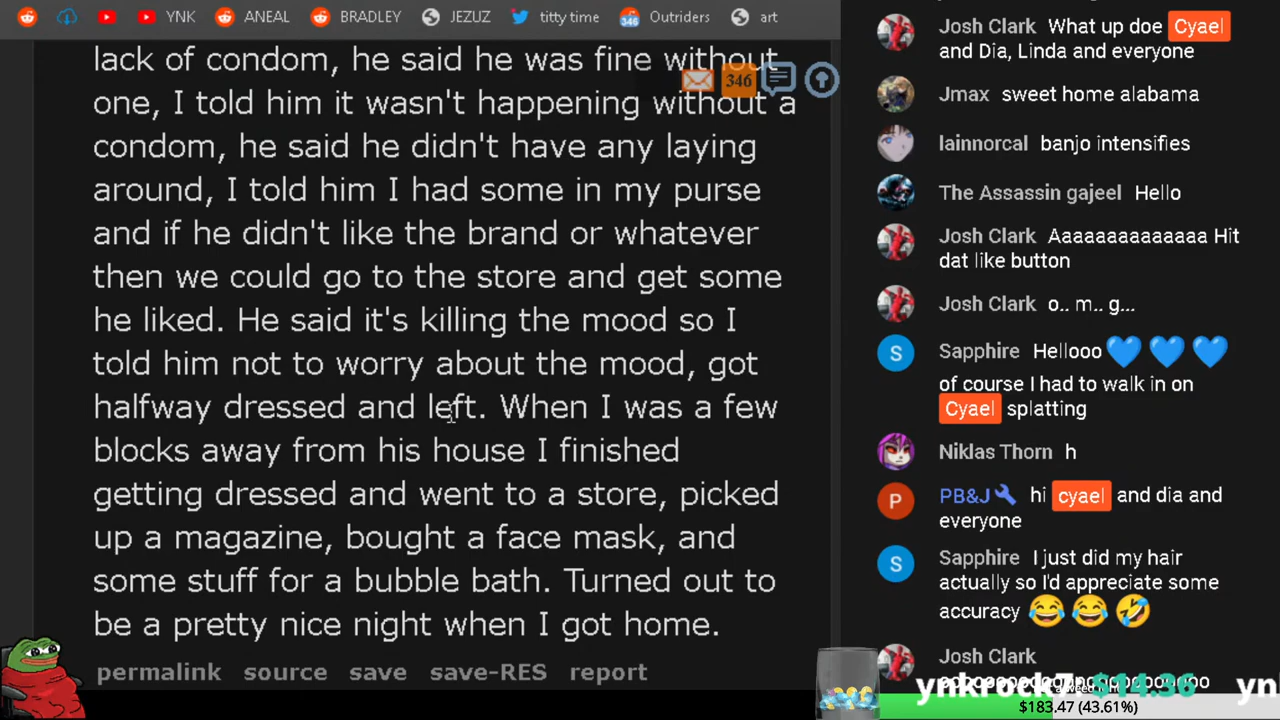 YNK
ANEAL
BRADLEY
JEZUZ
titty time
346
Outriders
art
lack of condom, he said he was fine without
346
one, I told him it wasn't happening without a
condom, he said he didn't have any laying
around, I told him I had some in my purse
and if he didn't like the brand or whatever
then we could go to the store and get some
he liked. He said it's killing the mood so I
told him not to worry about the mood, got
halfway dressed and left. When I was a few
blocks away from his house I finished
getting dressed and went to a store, picked
up a magazine, bought a face mask, and
some stuff for a bubble bath. Turned out to
be a pretty nice night when I got home.
permalink source save save-RES report
Josh Clark What up doe Cyael
and Dia, Linda and everyone
Jmax sweet home alabama
lainnorcal banjo intensifies
The Assassin gajeel Hello
Josh Clark Aaaaaaaaaaaaa Hit
dat like button
Josh Clark o.. m.. g...
S
Sapphire Hellooo 💙 💙 💙
of course I had to walk in on
Cyael splatting
Niklas Thorn h
P
PB&J hi cyael and dia and
everyone
S
Sapphire I just did my hair
actually so I'd appreciate some
accuracy 😂 😂 🤣
Josh Clark
ynkrock7: $14.36 yn
$183.47 (43.61%)